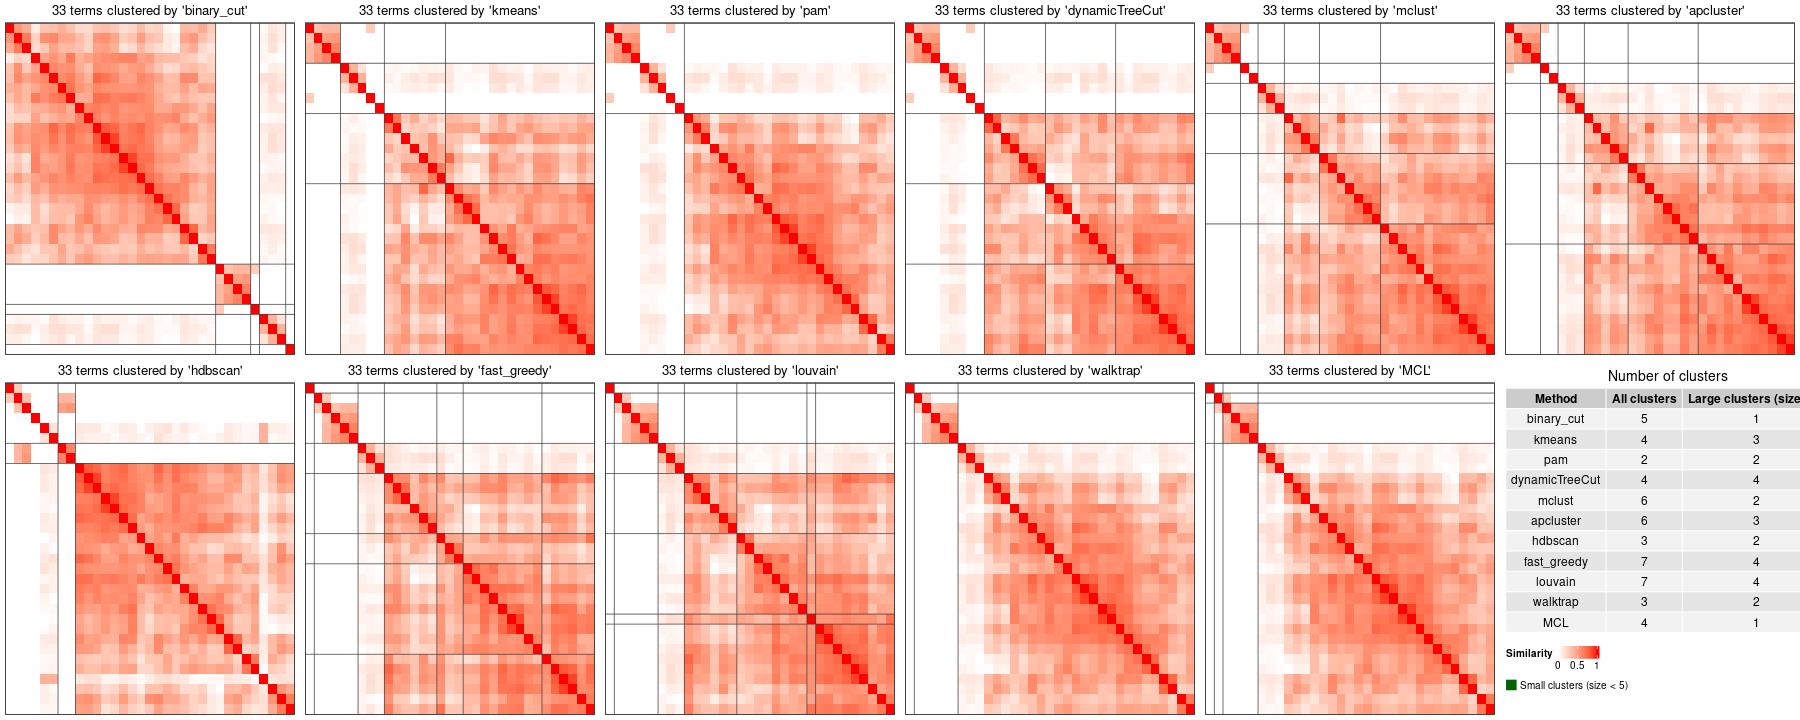 33 terms clustered by 'binary_cut'
33 terms clustered by 'kmeans'
33 terms clustered by 'pam'
33 terms clustered by 'dynamicTreeCut'
33 terms clustered by 'mclust'
33 terms clustered by 'apcluster'
33 terms clustered by 'hdbscan'
33 terms clustered by 'fast_greedy'
33 terms clustered by 'louvain'
33 terms clustered by 'walktrap'
33 terms clustered by 'MCL'
Number of clusters
Method All clusters Large clusters (size
binary_cut 5 1
kmeans 4 3
pam 2 2
dynamicTreeCut 4 4
mclust 6 2
apcluster 6 3
hdbscan 3 2
fast_greedy 7 4
louvain 7 4
walktrap 3 2
MCL 4 1
Similarity
0 0.5 1
Small clusters (size < 5)